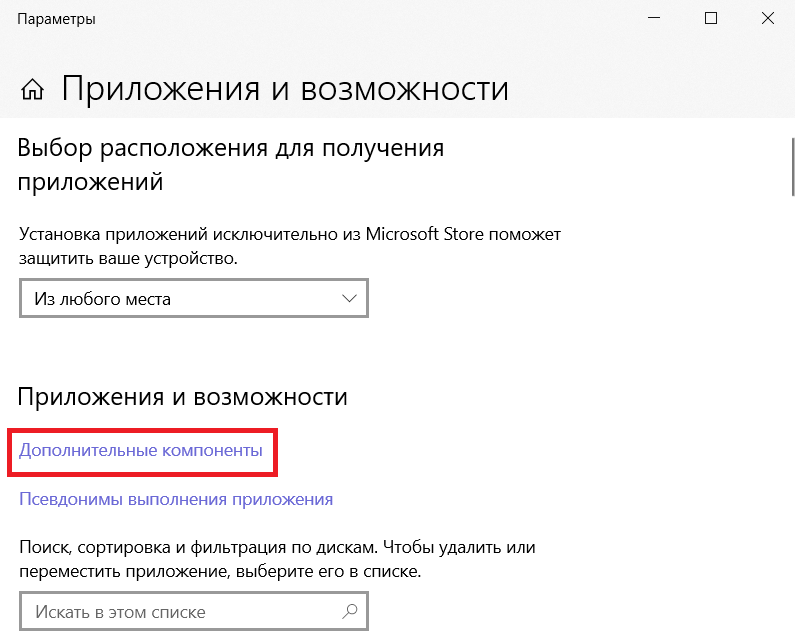 Параметры
Приложения и возможности
Выбор расположения для получения
приложений
Установка приложений исключительно из Microsoft Store поможет
защитить ваше устройство.
Из любого места
Приложения и возможности
Дополнительные компоненты
Псевдонимы выполнения приложения
Поиск, сортировка и фильтрация по дискам. Чтобы удалить или
переместить приложение, выберите его в списке.
Искать в этом списке